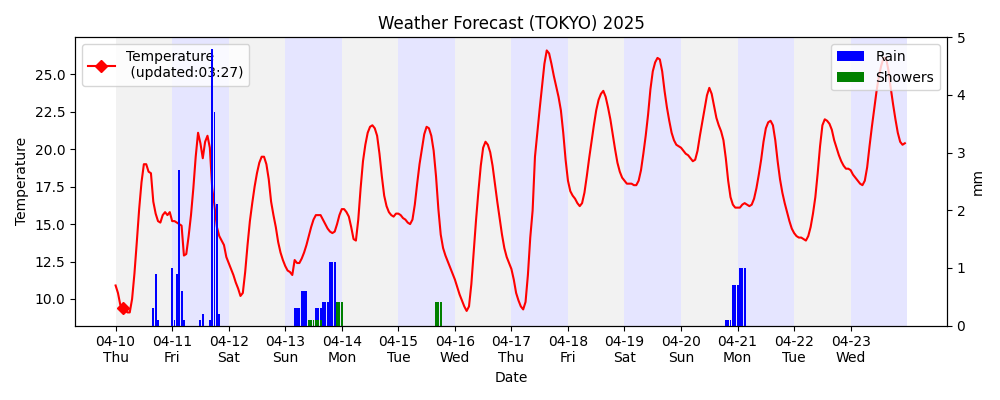 Weather Forecast (TOKYO) 2025
Temperature
(updated:03:27)
Rain
Showers
Temperature
25.0
22.5
20.0
17.5
15.0
12.5
10.0
5
4
3
2
1
0
mm
04-10 04-11 04-12 04-13 04-14 04-15 04-16 04-17 04-18 04-19 04-20 04-21 04-22 04-23
Thu Fri Sat Sun Mon Tue Wed Thu Fri Sat Sun Mon Tue Wed
Date